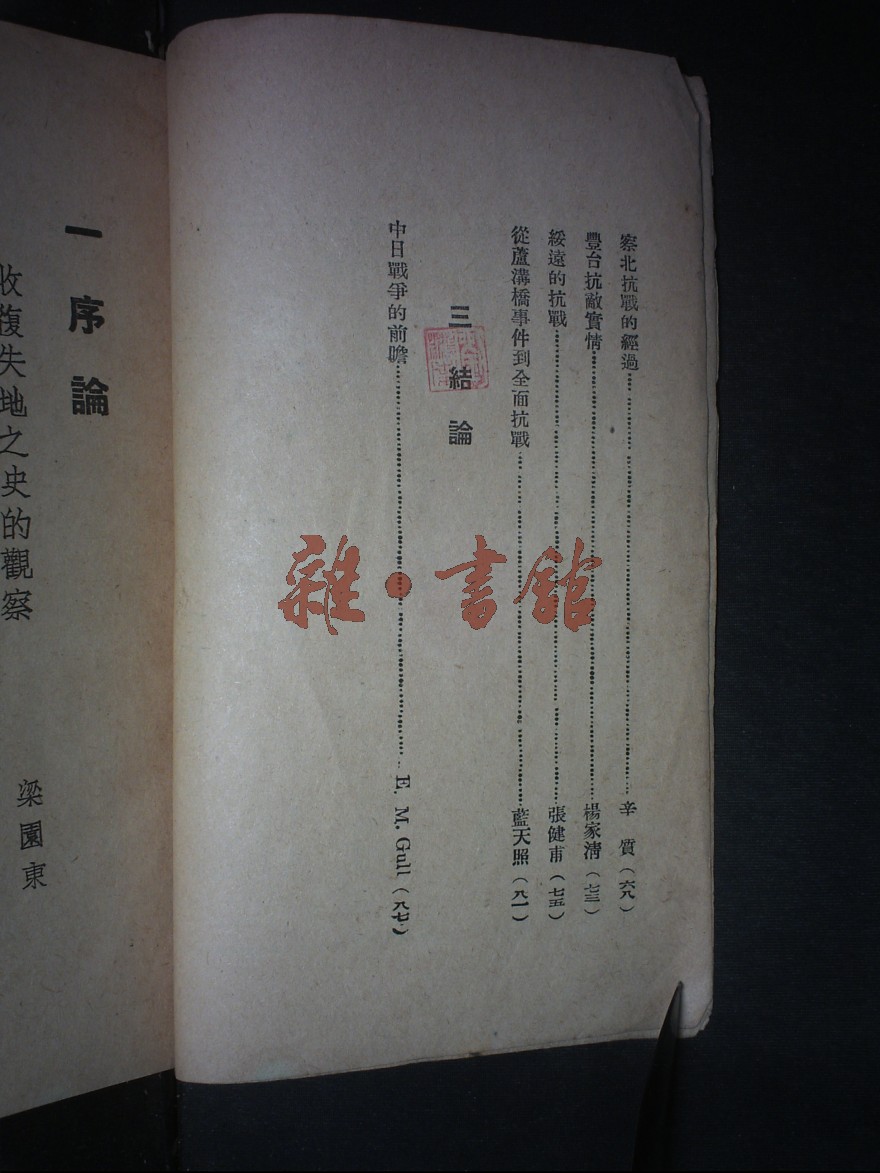 察北抗戰的經過……辛　質(六八)
豐台抗敵實情……楊家清(七三)
綏遠的抗戰……張健甫(七五)
從蘆溝橋事件到全面抗戰……藍天照(八一)
三　結論
中日戰爭的前瞻……E. M. Gull(八七)
一　序論
收復失地之史的觀察
梁園東
雜·書館